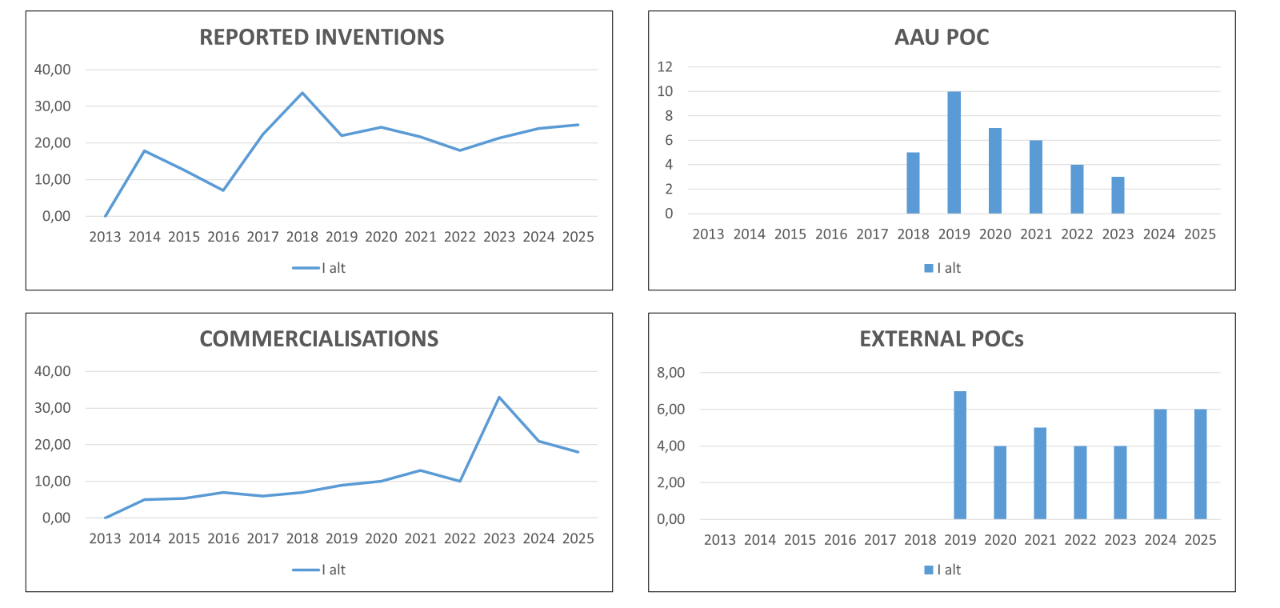 REPORTED INVENTIONS
40,00
30,00
20,00
10,00
0,00
2013 2014 2015 2016 2017 2018 2019 2020 2021 2022 2023 2024 2025
I alt
AAU POC
12
10
8
6
4
2
0
2013 2014 2015 2016 2017 2018 2019 2020 2021 2022 2023 2024 2025
I alt
COMMERCIALISATIONS
40,00
30,00
20,00
10,00
0,00
2013 2014 2015 2016 2017 2018 2019 2020 2021 2022 2023 2024 2025
I alt
EXTERNAL POCs
8,00
6,00
4,00
2,00
0,00
2013 2014 2015 2016 2017 2018 2019 2020 2021 2022 2023 2024 2025
I alt